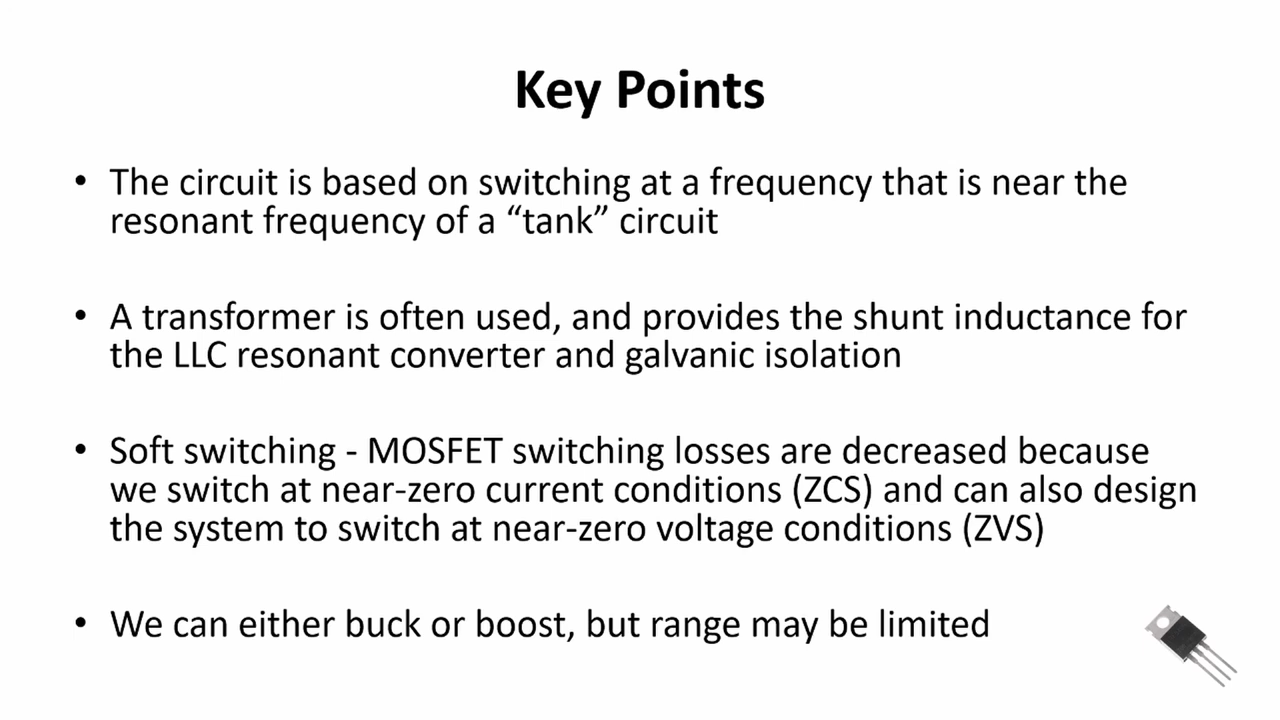 Key Points
• The circuit is based on switching at a frequency that is near the
resonant frequency of a “tank” circuit
• A transformer is often used, and provides the shunt inductance for
the LLC resonant converter and galvanic isolation
• Soft switching - MOSFET switching losses are decreased because
we switch at near-zero current conditions (ZCS) and can also design
the system to switch at near-zero voltage conditions (ZVS)
• We can either buck or boost, but range may be limited